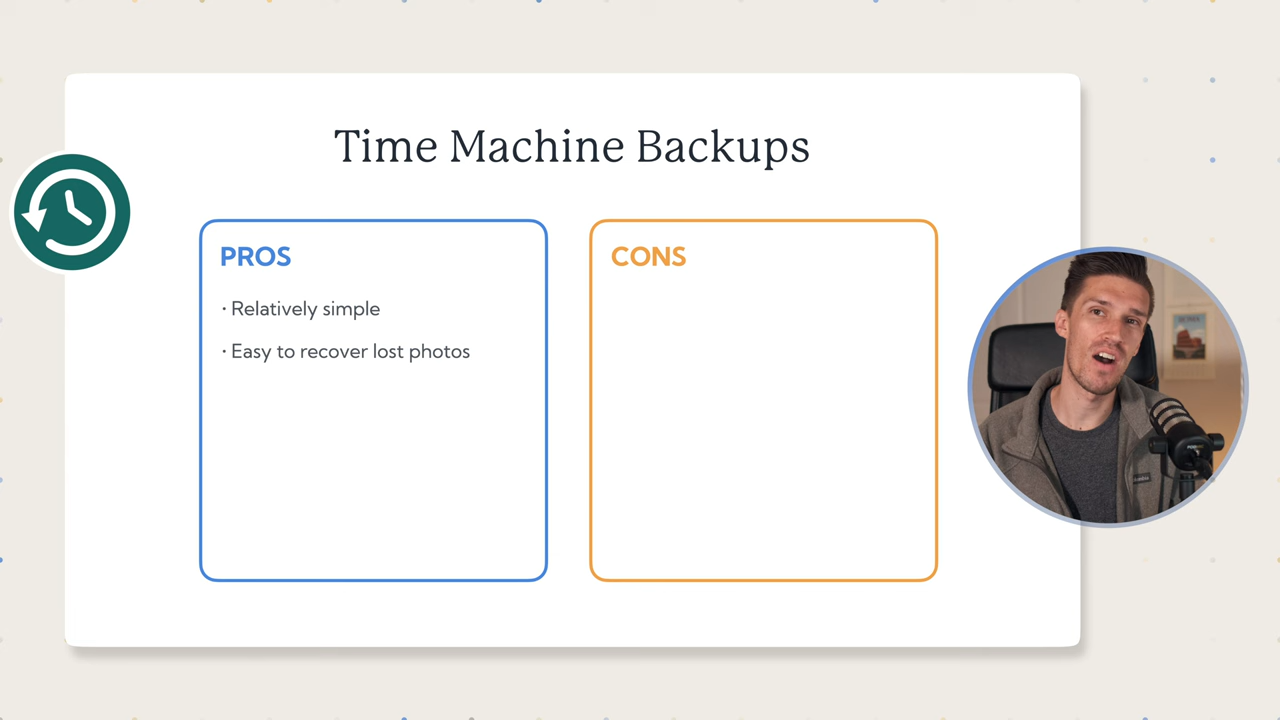 Time Machine Backups
PROS
· Relatively simple
· Easy to recover lost photos
CONS